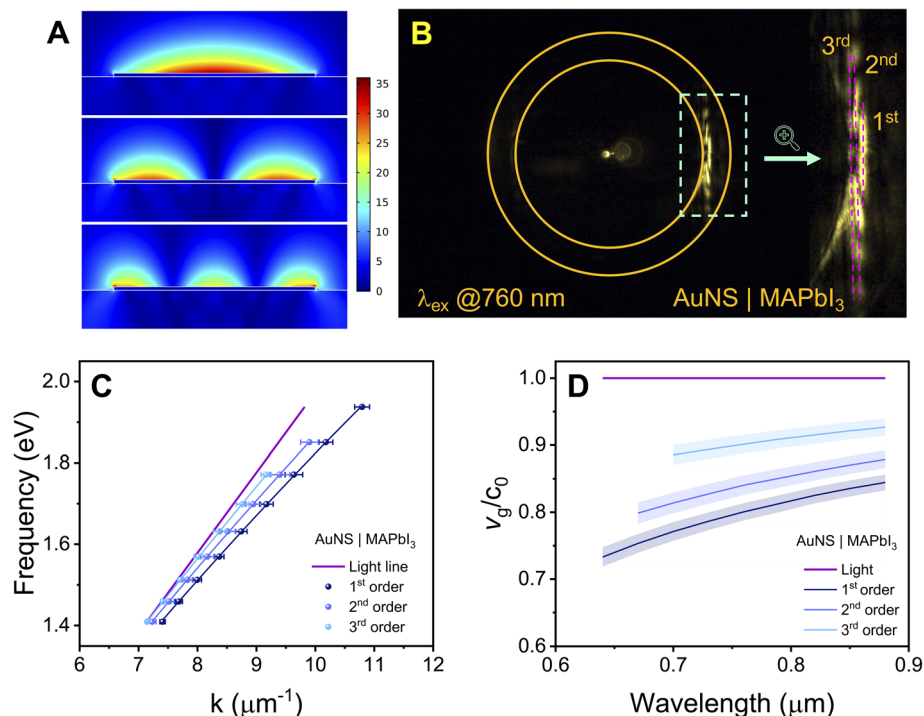 A
35
30
25
20
15
10
5
0
B
3rd
2nd
1st
λex @760 nm
AuNS | MAPbI3
C
Frequency (eV)
2.0
1.8
1.6
1.4
6
7
8
9
10
11
12
k (μm-1)
AuNS | MAPbI3
Light line
1st order
2nd order
3rd order
D
vg/c0
1.0
0.9
0.8
0.7
0.6
0.6
0.7
0.8
0.9
Wavelength (μm)
AuNS | MAPbI3
Light
1st order
2nd order
3rd order